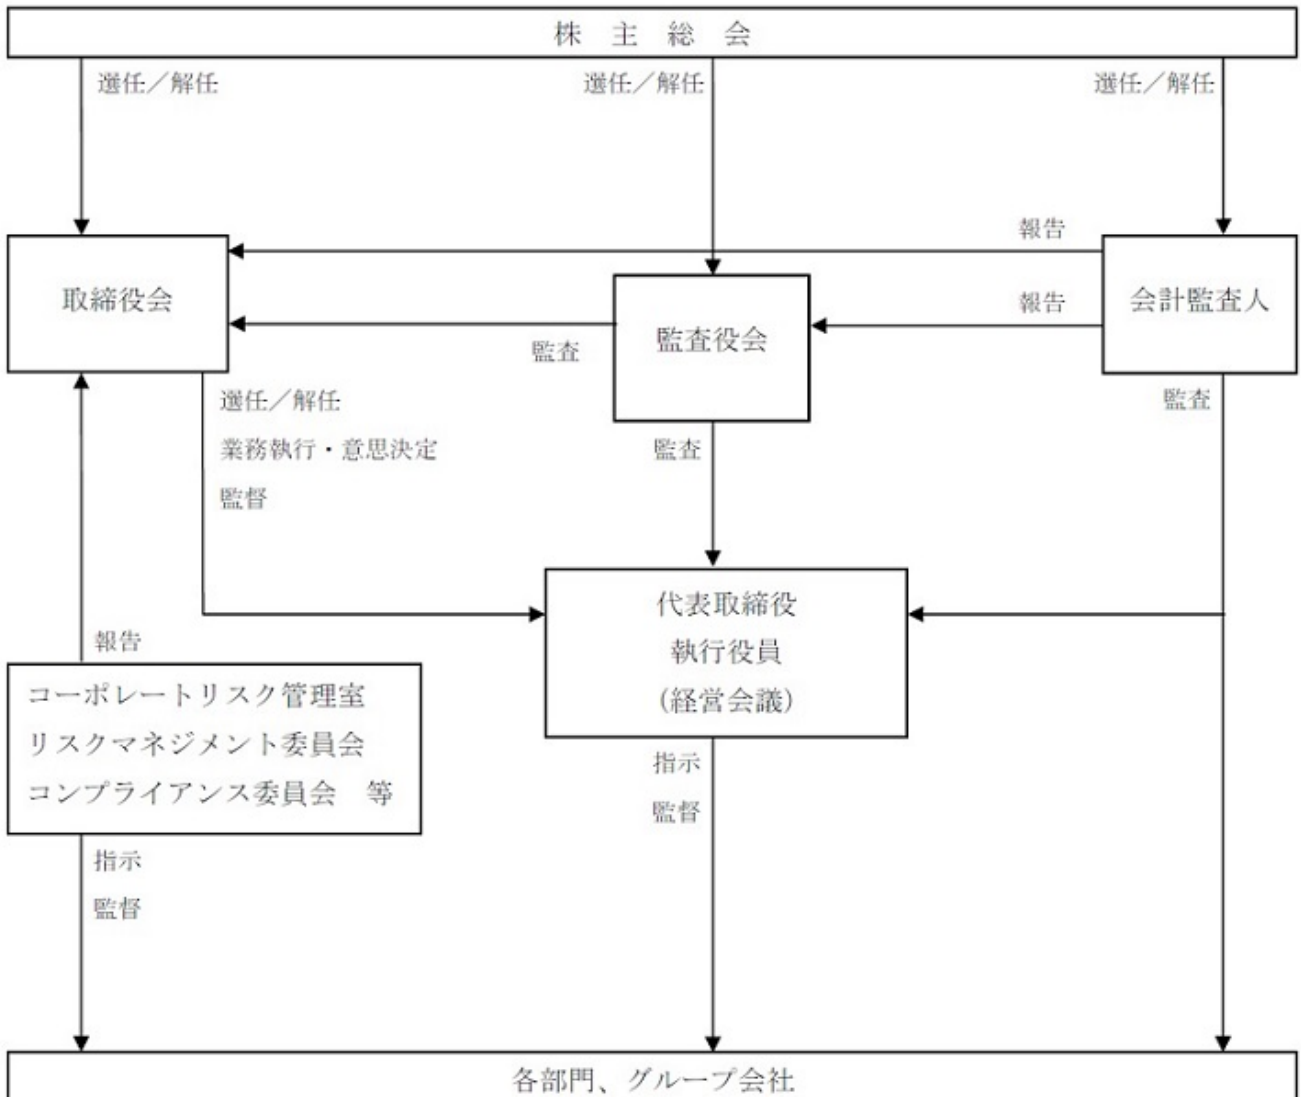 株主総会
選任／解任
選任／解任
選任／解任
報告
取締役会
会計監査人
報告
監査役会
監査
監査
選任／解任
業務執行・意思決定
監督
監査
代表取締役
執行役員
（経営会議）
報告
コーポレートリスク管理室
リスクマネジメント委員会
コンプライアンス委員会　等
指示
監督
指示
監督
各部門、グループ会社